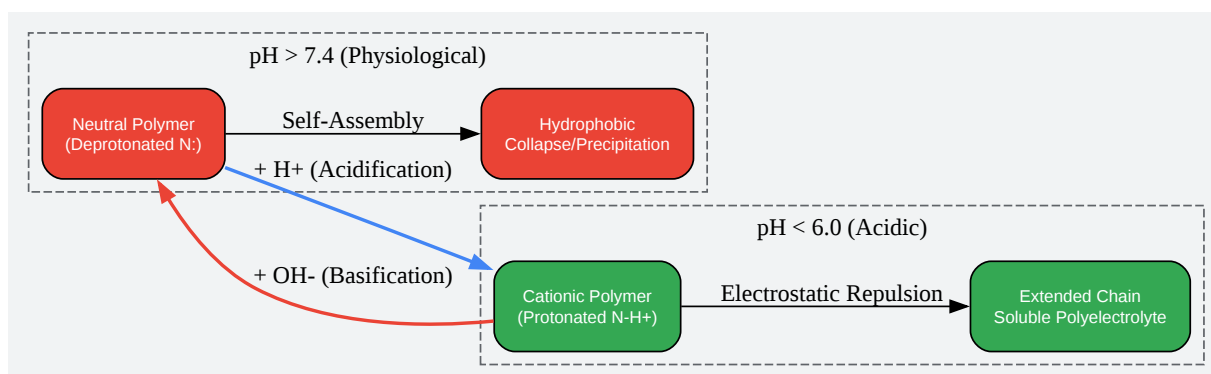 pH > 7.4 (Physiological)
Neutral Polymer
(Deprotonated N:)
Self-Assembly
Hydrophobic
Collapse/Precipitation
+ H+ (Acidification)
pH < 6.0 (Acidic)
+ OH- (Basification)
Cationic Polymer
(Protonated N-H+)
Electrostatic Repulsion
Extended Chain
Soluble Polyelectrolyte